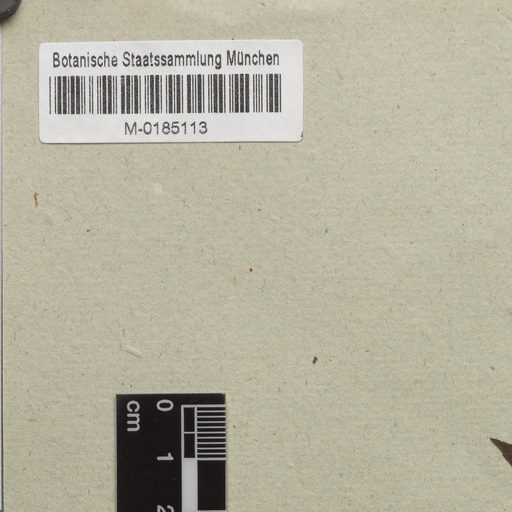 Botanische Staatssammlung München
M-0185113
cm
0
1
2